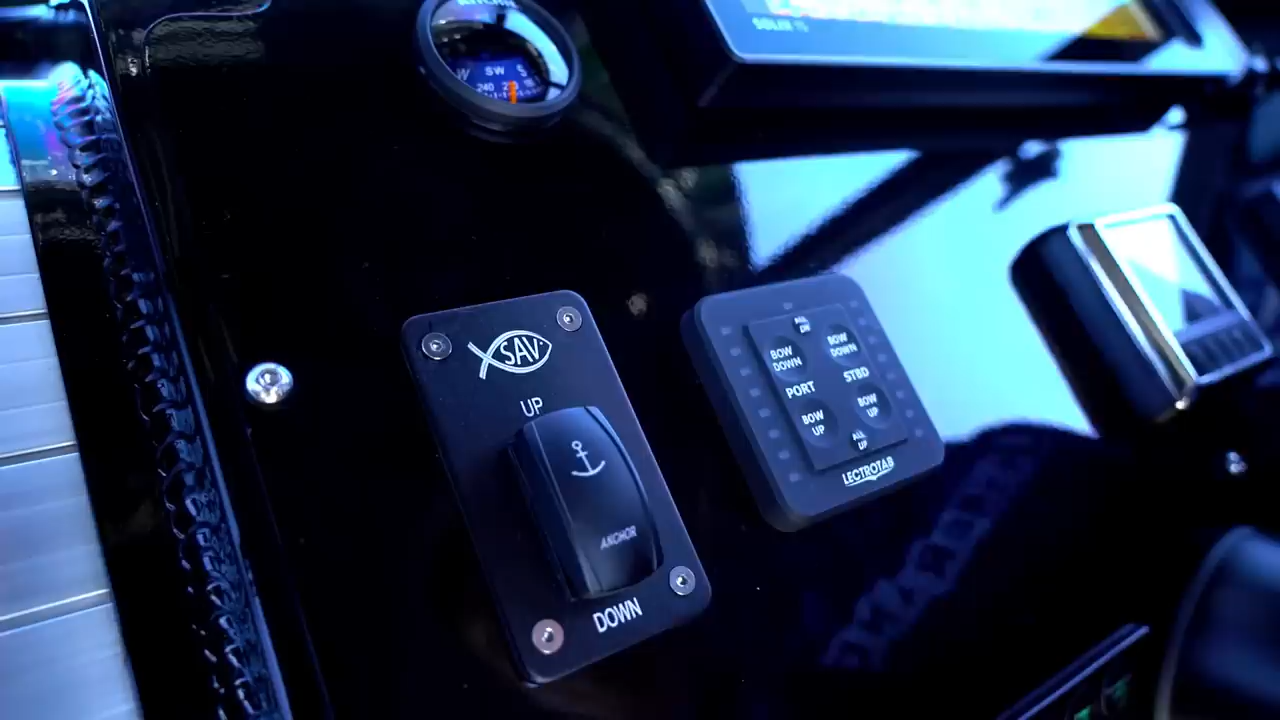 W SW S
240
SAV
UP
ANCHOR
DOWN
ALL
DN
BOW
DOWN
BOW
DOWN
PORT
STBD
BOW
UP
BOW
UP
ALL
UP
LECTROTAB